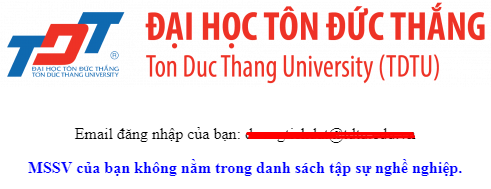 TDT
®
ĐẠI HỌC TÔN ĐỨC THẮNG
TON DUC THANG UNIVERSITY
ĐẠI HỌC TÔN ĐỨC THẮNG
Ton Duc Thang University (TDTU)
Email đăng nhập của bạn:
MSSV của bạn không nằm trong danh sách tập sự nghề nghiệp.